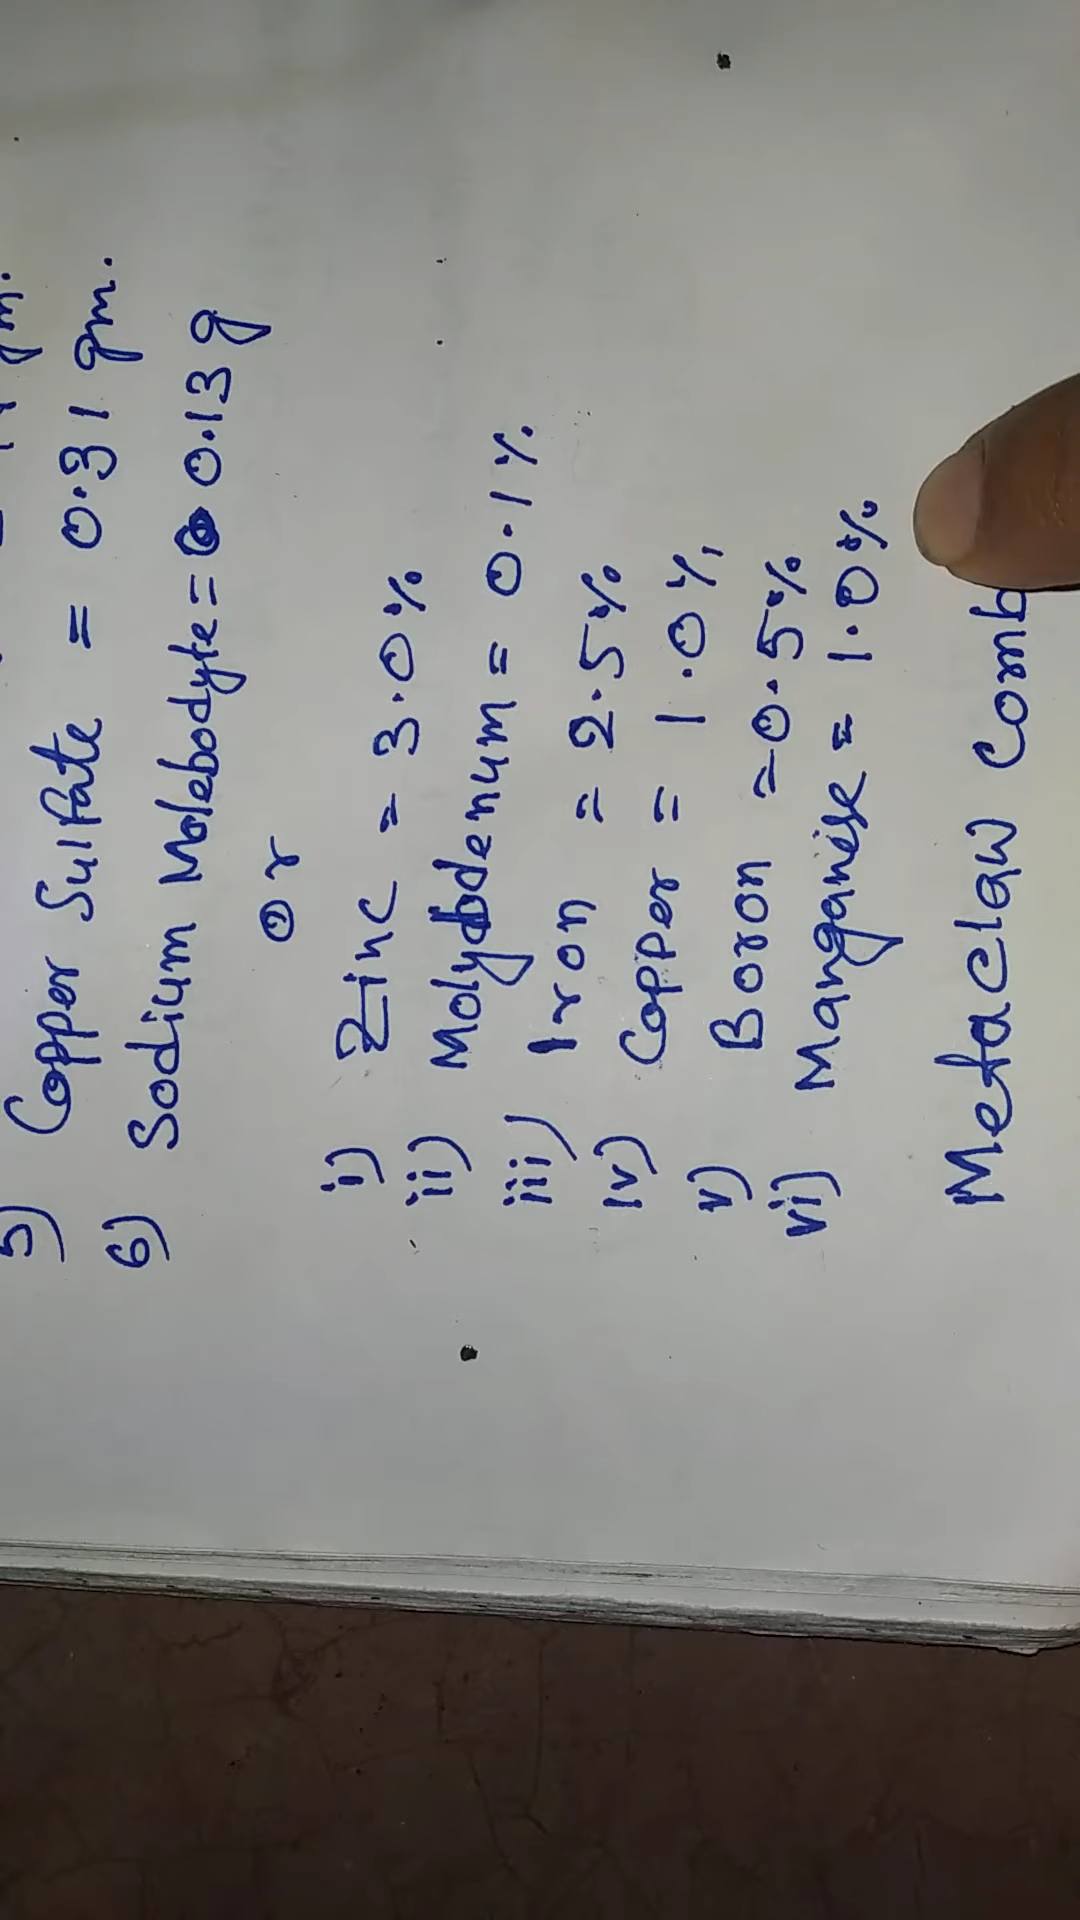 5) Copper Sulfate = 0.31 gm.
6) Sodium Molebodyte = 0.13 g
Or
i) Zinc = 3.0%
ii) Molybdenum = 0.1%
iii) Iron = 2.5%
iv) Copper = 1.0%
v) Boron = 0.5%
vi) Manganise = 1.0%
Metaclaw Comb